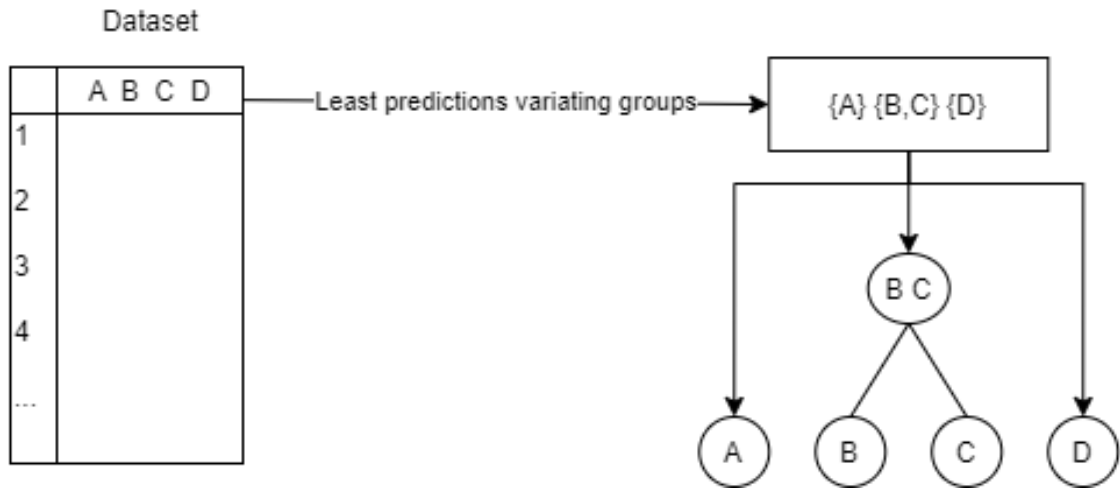 Dataset
A B C D
Least predictions variating groups
{A} {B,C} {D}
1
2
3
B C
4
...
A
B
C
D